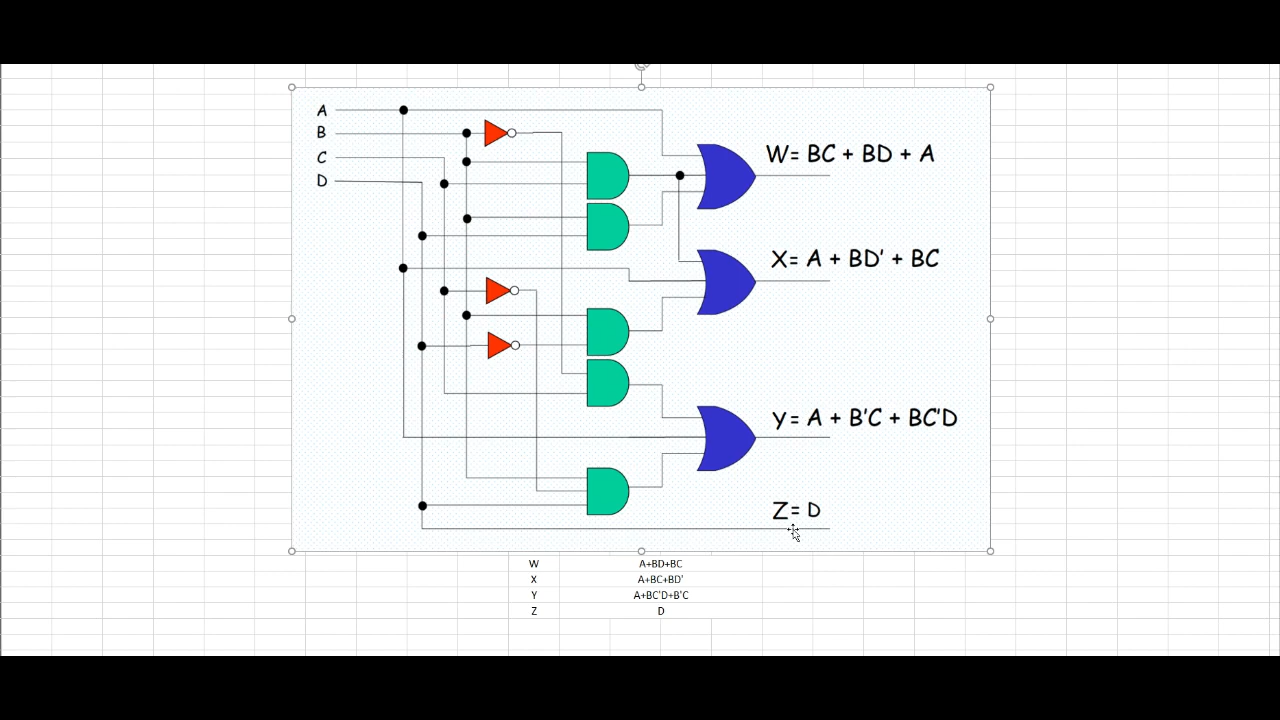 A
B
C
D
W= BC + BD + A
X= A + BD' + BC
Y= A + B'C + BC'D
Z= D
W A+BD+BC
X A+BC+BD'
Y A+BC'D+B'C
Z D